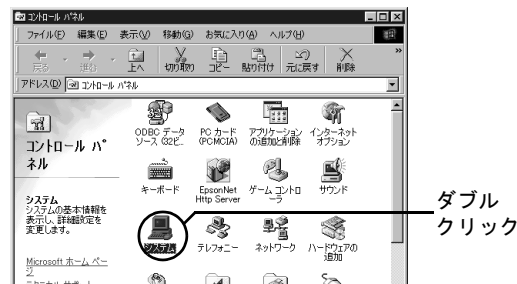 コントロール パネル
ファイル(F) 編集(E) 表示(V) 移動(G) お気に入り(A) ヘルプ(H)
戻る 進む 上へ 切り取り コピー 貼り付け 元に戻す 削除 »
アドレス(D) コントロール パネル
コントロール パネル
システム
システムの基本情報を表示し、詳細設定を変更します。
Microsoft ホーム ページ
テクニカル サポート
ODBC データ ソース (32ビ...
PC カード (PCMCIA)
アプリケーションの追加と削除
インターネット オプション
キーボード
EpsonNet Http Server
ゲーム コントローラ
サウンド
システム
テレフォニー
ネットワーク
ハードウェアの追加
ダブル
クリック